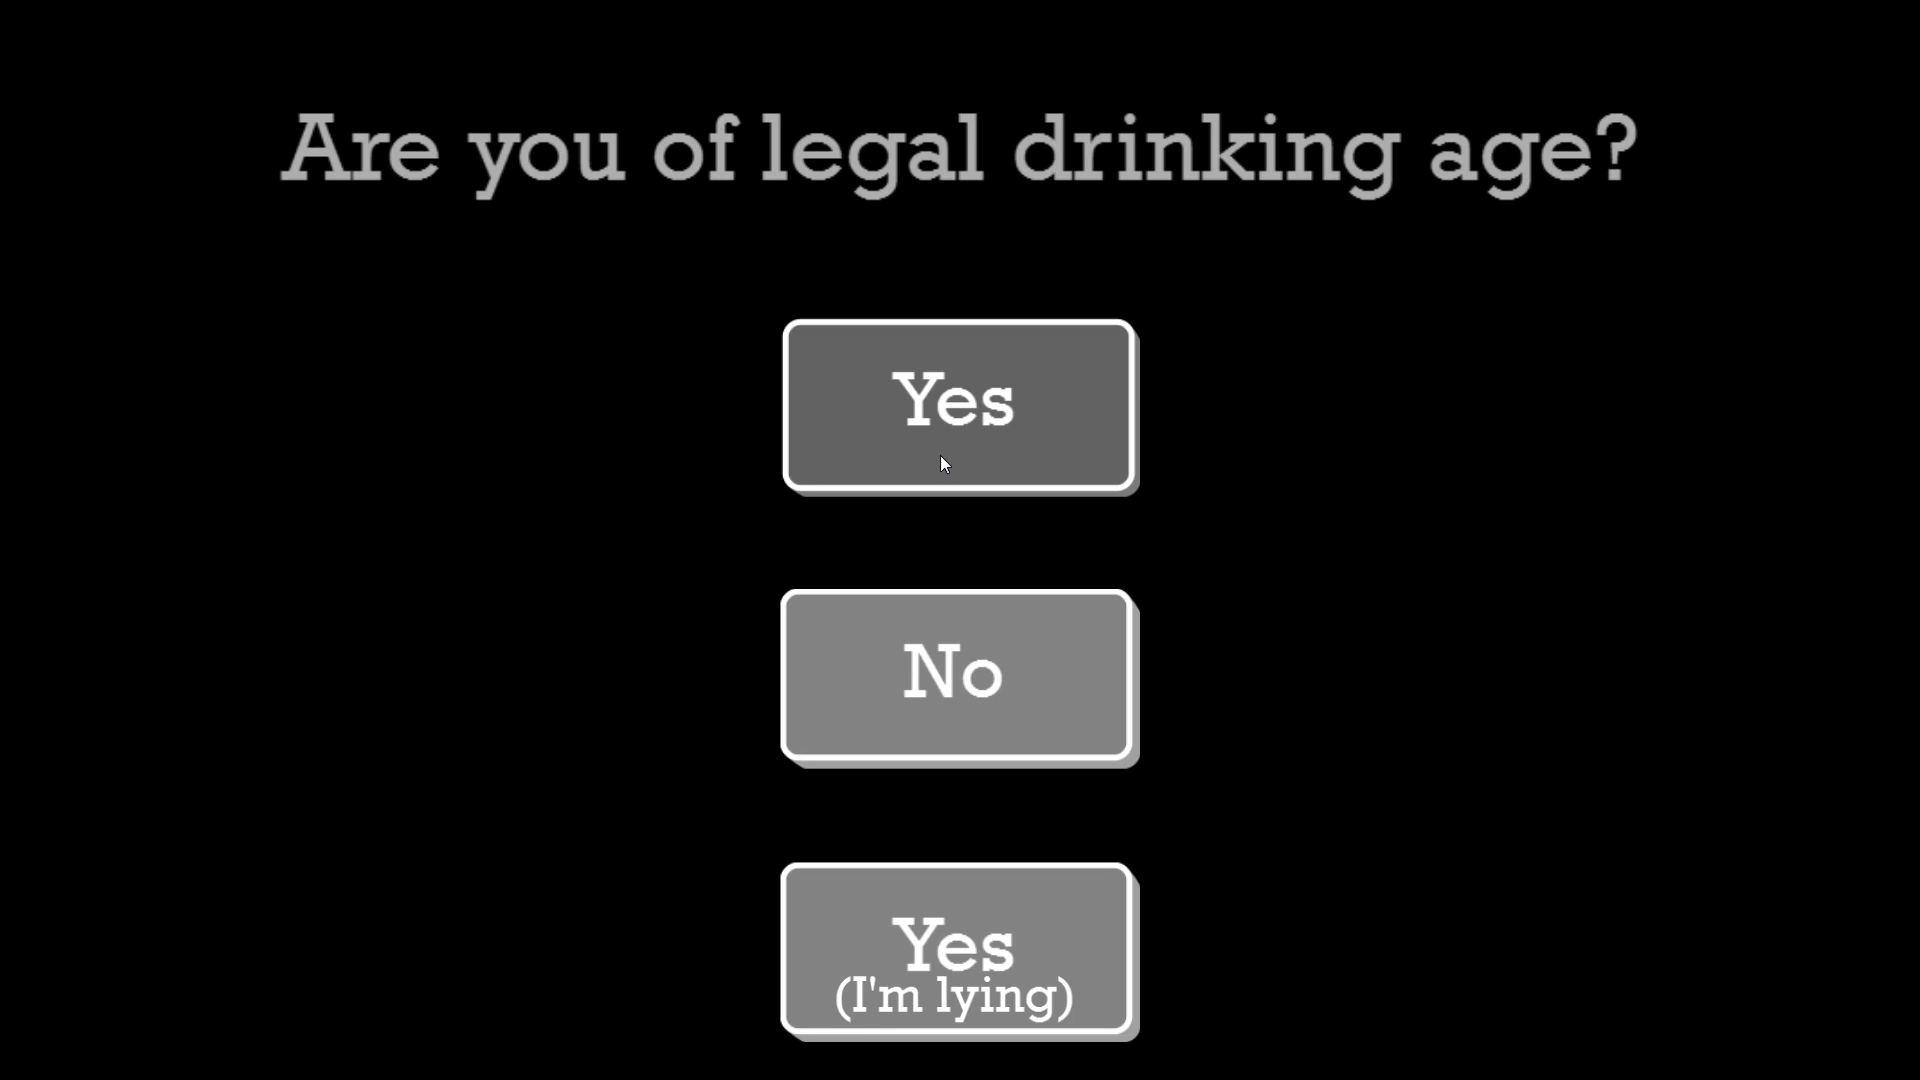 Are you of legal drinking age?
Yes
No
Yes
(I'm lying)